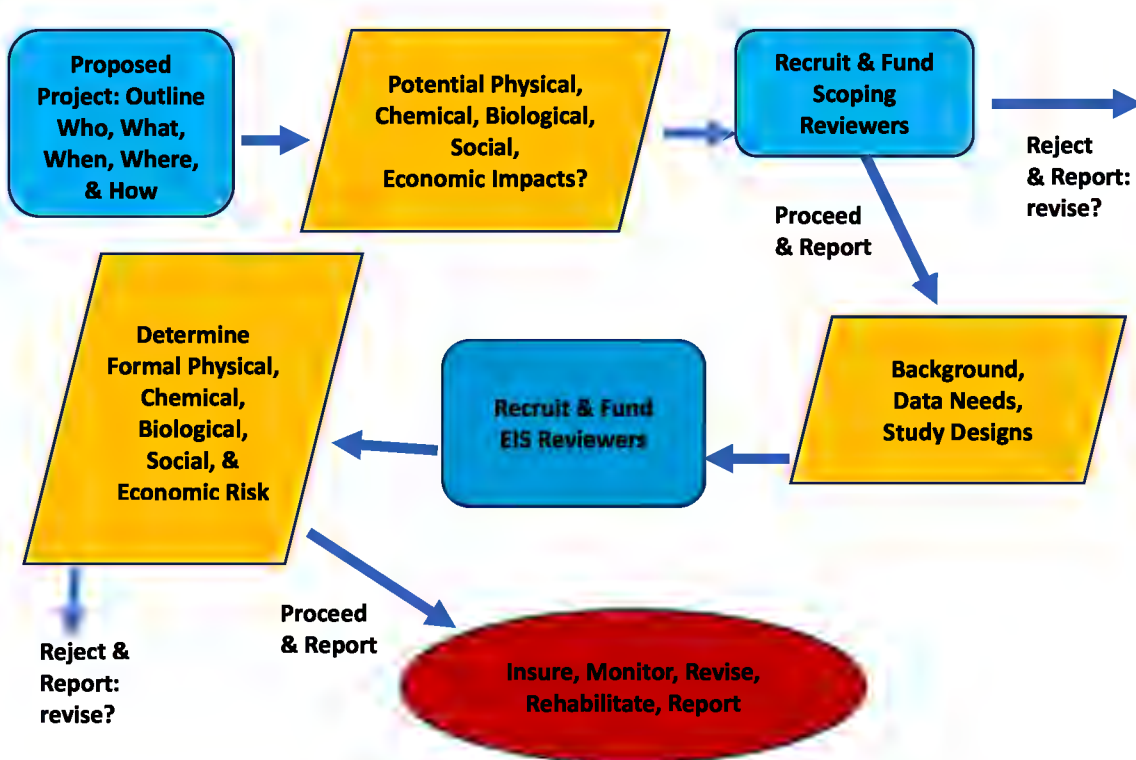 Proposed
Project: Outline
Who, What,
When, Where,
& How
Potential Physical,
Chemical, Biological,
Social,
Economic Impacts?
Recruit & Fund
Scoping
Reviewers
Reject
& Report:
revise?
Proceed
& Report
Background,
Data Needs,
Study Designs
Recruit & Fund
EIS Reviewers
Determine
Formal Physical,
Chemical,
Biological,
Social, &
Economic Risk
Reject &
Report:
revise?
Proceed
& Report
Insure, Monitor, Revise,
Rehabilitate, Report